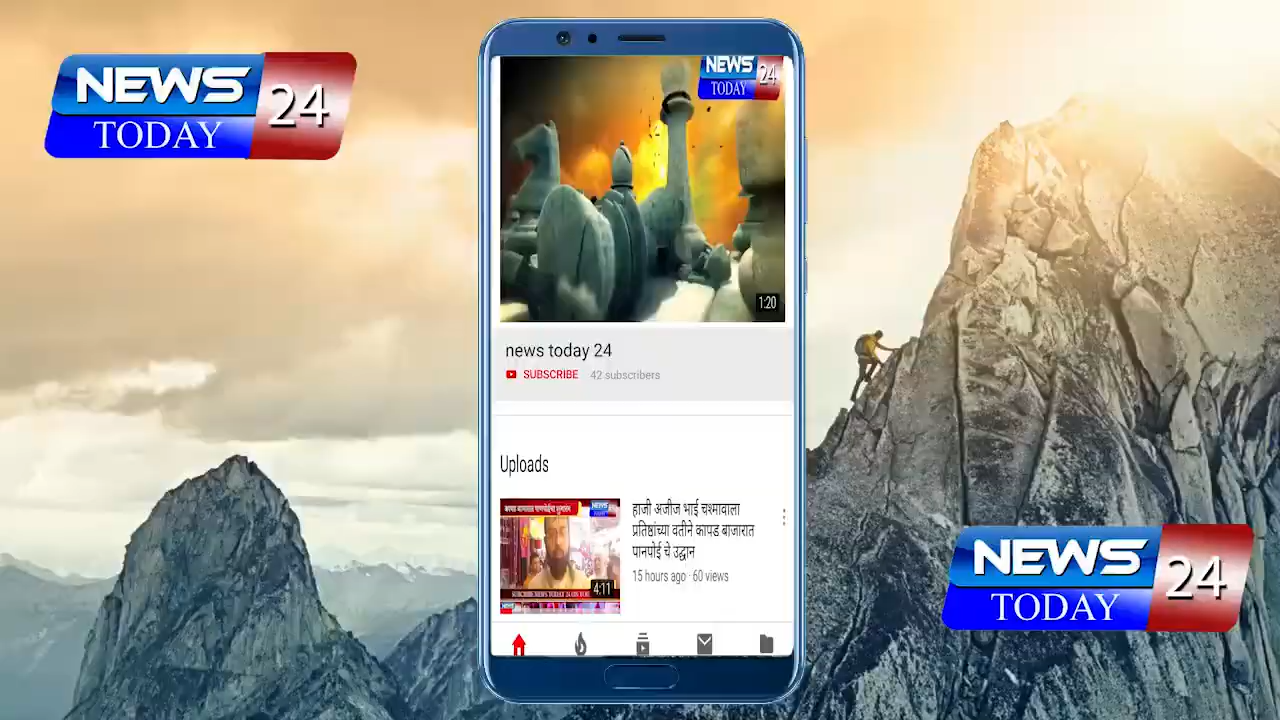 NEWS
24
TODAY
NEWS
24
TODAY
1:20
news today 24
SUBSCRIBE 42 subscribers
Uploads
NEWS
हाजी अजीज भाई चश्मावाला
प्रतिष्ठांच्या वतीने कापड बाजारात
पानपोई चे उद्घान
15 hours ago · 60 views
4:11
NEWS
24
TODAY